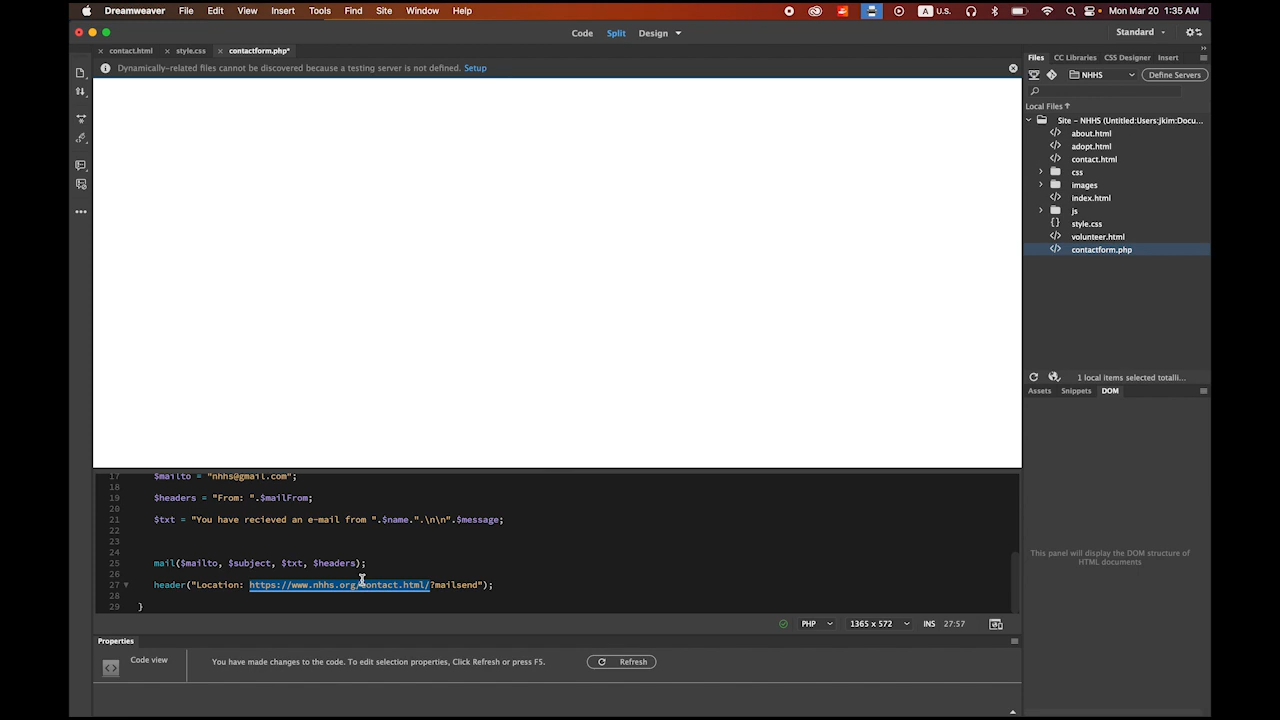 Dreamweaver File Edit View Insert Tools Find Site Window Help A U.S. Mon Mar 20 1:35 AM
Code Split Design Standard
contact.html style.css contactform.php*
Dynamically-related files cannot be discovered because a testing server is not defined. Setup
Files CC Libraries CSS Designer Insert
NHHS Define Servers
Local Files
Site – NHHS (Untitled:Users:jkim:Docu...
about.html
adopt.html
contact.html
css
images
index.html
js
style.css
volunteer.html
contactform.php
1 local items selected totalli...
Assets Snippets DOM
This panel will display the DOM structure of
HTML documents
17 $mailto = "nhhs@gmail.com";
18
19 $headers = "From: ".$mailFrom;
20
21 $txt = "You have recieved an e-mail from ".$name.".\n\n".$message;
22
23
24
25 mail($mailto, $subject, $txt, $headers);
26
27 header("Location: https://www.nhhs.org/contact.html/?mailsend");
28
29 }
PHP 1365 x 572 INS 27:57
Properties
Code view You have made changes to the code. To edit selection properties, Click Refresh or press F5. Refresh